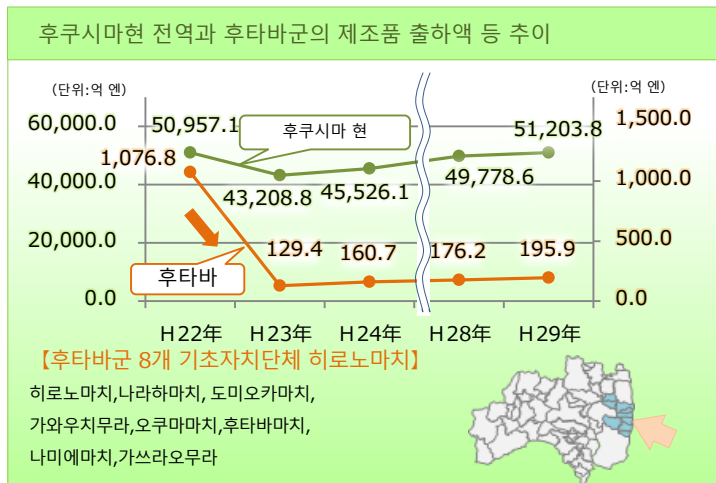 후쿠시마현 전역과 후타바군의 제조품 출하액 등 추이
(단위:억 엔)
(단위:억 엔)
60,000.0
40,000.0
20,000.0
0.0
1,500.0
1,000.0
500.0
0.0
50,957.1
43,208.8
45,526.1
49,778.6
51,203.8
후쿠시마 현
1,076.8
129.4
160.7
176.2
195.9
후타바
H22年
H23年
H24年
H28年
H29年
【후타바군 8개 기초자치단체 히로노마치】
히로노마치,나라하마치, 도미오카마치,
가와우치무라,오쿠마마치,후타바마치,
나미에마치,가쓰라오무라